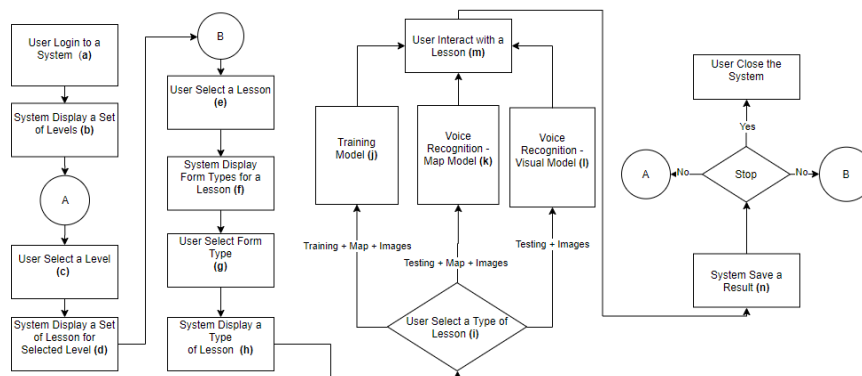 User Login to a
System (a)
System Display a Set
of Levels (b)
A
User Select a Level
(c)
System Display a Set
of Lesson for
Selected Level (d)
B
User Select a Lesson
(e)
System Display
Form Types for a
Lesson (f)
User Select Form
Type
(g)
System Display a
Type
of Lesson (h)
User Interact with a
Lesson (m)
Training
Model (j)
Voice
Recognition -
Map Model (k)
Voice
Recognition -
Visual Model (l)
Training + Map + Images
Testing + Map + Images
Testing + Images
User Select a Type of
Lesson (i)
User Close the
System
Yes
A
No
Stop
No
B
System Save a
Result (n)